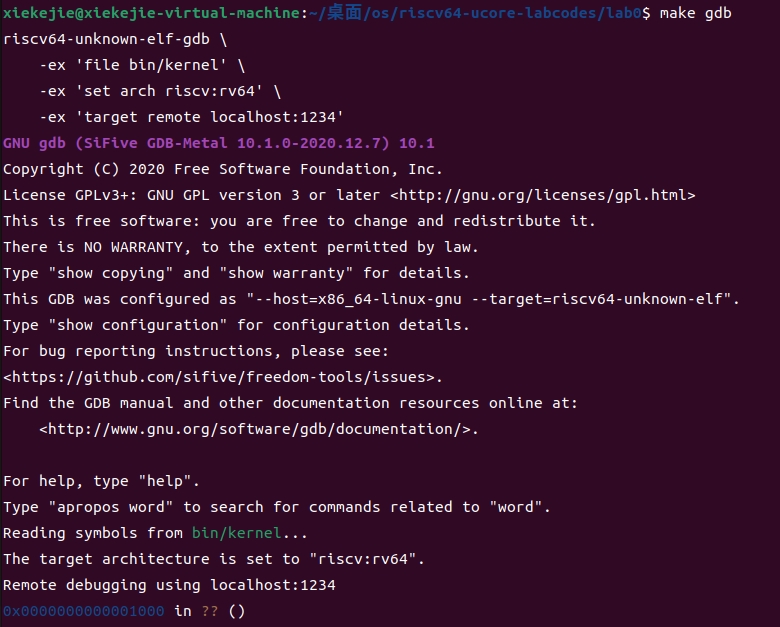 xiekejie@xiekejie-virtual-machine:~/桌面/os/riscv64-ucore-labcodes/lab0$ make gdb
riscv64-unknown-elf-gdb \
    -ex 'file bin/kernel' \
    -ex 'set arch riscv:rv64' \
    -ex 'target remote localhost:1234'
GNU gdb (SiFive GDB-Metal 10.1.0-2020.12.7) 10.1
Copyright (C) 2020 Free Software Foundation, Inc.
License GPLv3+: GNU GPL version 3 or later <http://gnu.org/licenses/gpl.html>
This is free software: you are free to change and redistribute it.
There is NO WARRANTY, to the extent permitted by law.
Type "show copying" and "show warranty" for details.
This GDB was configured as "--host=x86_64-linux-gnu --target=riscv64-unknown-elf".
Type "show configuration" for configuration details.
For bug reporting instructions, please see:
<https://github.com/sifive/freedom-tools/issues>.
Find the GDB manual and other documentation resources online at:
    <http://www.gnu.org/software/gdb/documentation/>.

For help, type "help".
Type "apropos word" to search for commands related to "word".
Reading symbols from bin/kernel...
The target architecture is set to "riscv:rv64".
Remote debugging using localhost:1234
0x0000000000001000 in ?? ()